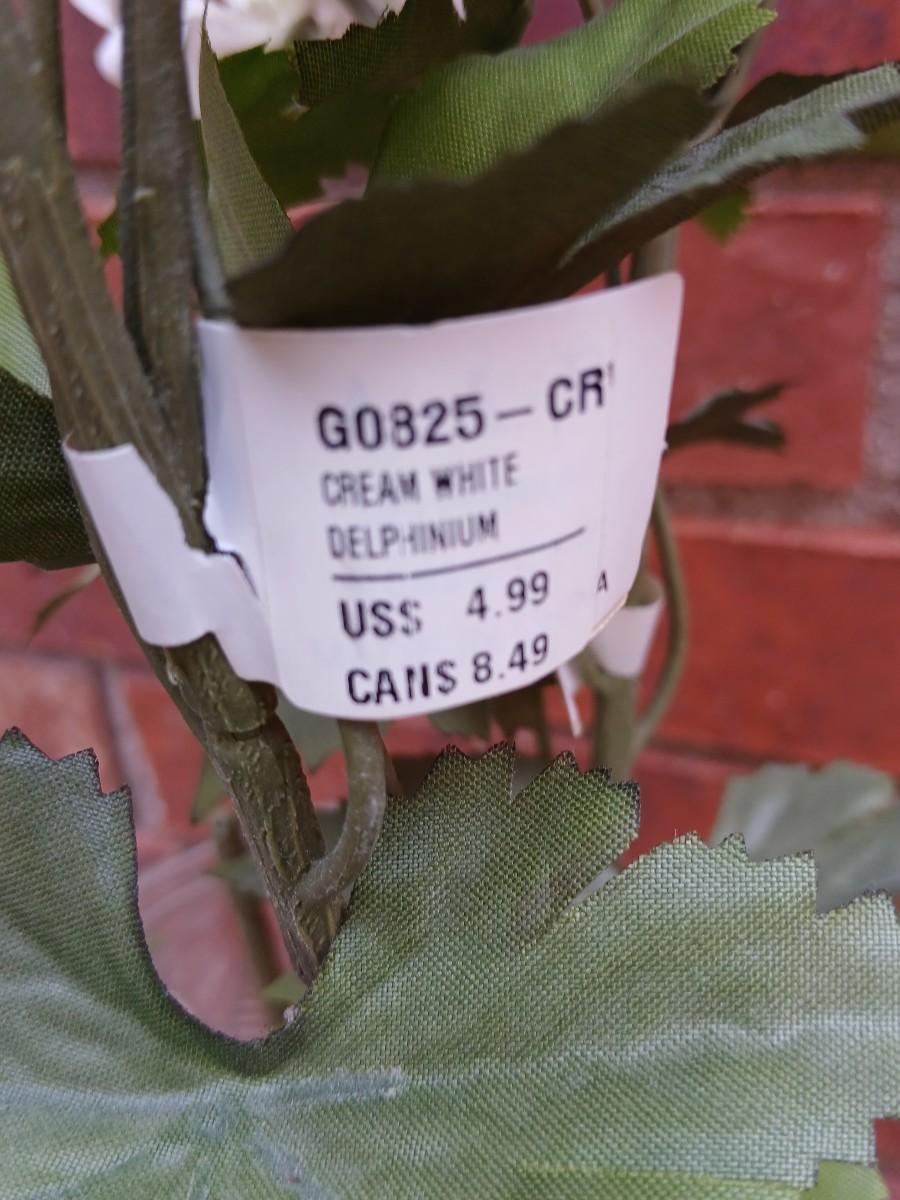 G0825-CR
CREAM WHITE
DELPHINIUM
US$ 4.99 A
CAN$ 8.49